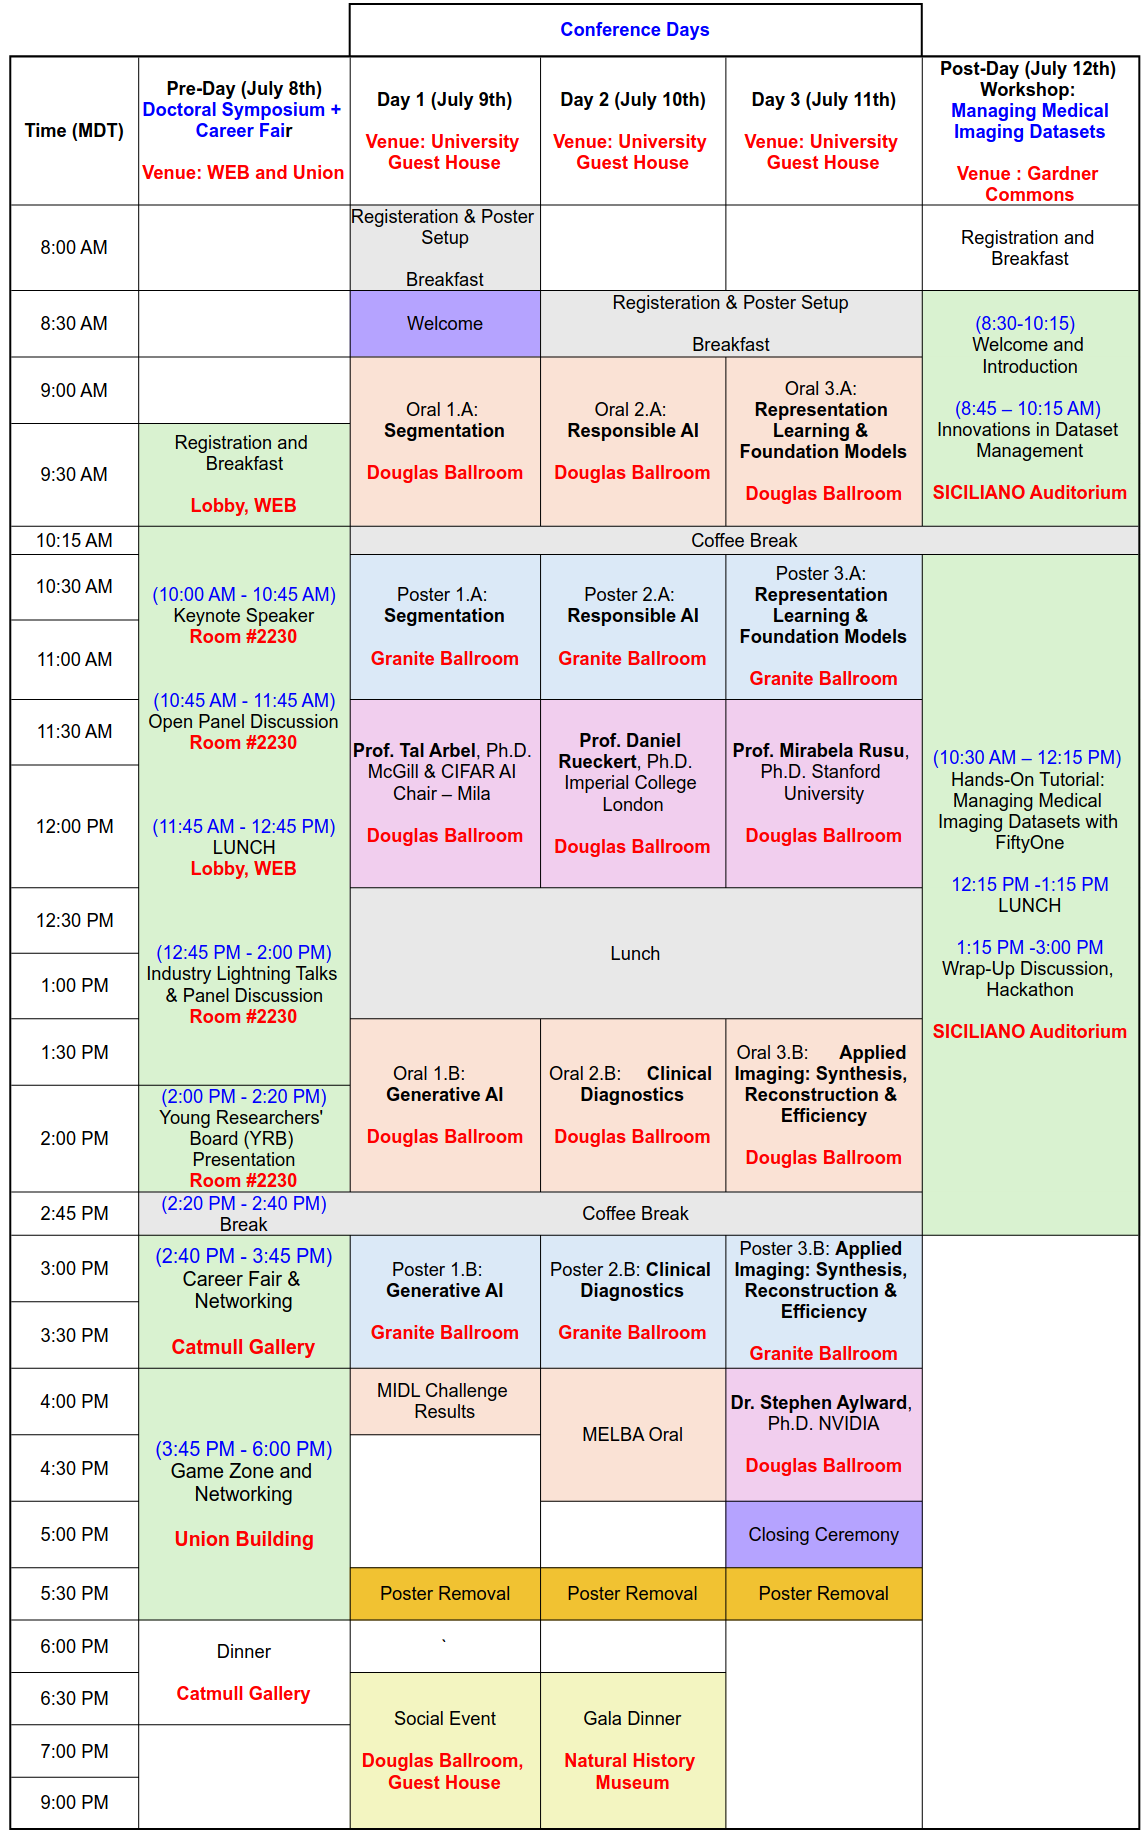 Conference Days
Time (MDT)
Pre-Day (July 8th)
Doctoral Symposium +
Career Fair
Venue: WEB and Union
Day 1 (July 9th)
Venue: University
Guest House
Day 2 (July 10th)
Venue: University
Guest House
Day 3 (July 11th)
Venue: University
Guest House
Post-Day (July 12th)
Workshop:
Managing Medical
Imaging Datasets
Venue : Gardner
Commons
8:00 AM
Registeration & Poster
Setup
Breakfast
Registration and
Breakfast
8:30 AM
Welcome
Registeration & Poster Setup
Breakfast
(8:30-10:15)
Welcome and
Introduction
(8:45 – 10:15 AM)
Innovations in Dataset
Management
SICILIANO Auditorium
9:00 AM
Oral 1.A:
Segmentation
Douglas Ballroom
Oral 2.A:
Responsible AI
Douglas Ballroom
Oral 3.A:
Representation
Learning &
Foundation Models
Douglas Ballroom
9:30 AM
Registration and
Breakfast
Lobby, WEB
10:15 AM
Coffee Break
(10:00 AM - 10:45 AM)
Keynote Speaker
Room #2230
(10:45 AM - 11:45 AM)
Open Panel Discussion
Room #2230
(11:45 AM - 12:45 PM)
LUNCH
Lobby, WEB
(12:45 PM - 2:00 PM)
Industry Lightning Talks
& Panel Discussion
Room #2230
10:30 AM
Poster 1.A:
Segmentation
Granite Ballroom
Poster 2.A:
Responsible AI
Granite Ballroom
Poster 3.A:
Representation
Learning &
Foundation Models
Granite Ballroom
(10:30 AM – 12:15 PM)
Hands-On Tutorial:
Managing Medical
Imaging Datasets with
FiftyOne
12:15 PM -1:15 PM
LUNCH
1:15 PM -3:00 PM
Wrap-Up Discussion,
Hackathon
SICILIANO Auditorium
11:00 AM
11:30 AM
Prof. Tal Arbel, Ph.D.
McGill & CIFAR AI
Chair – Mila
Douglas Ballroom
Prof. Daniel
Rueckert, Ph.D.
Imperial College
London
Douglas Ballroom
Prof. Mirabela Rusu,
Ph.D. Stanford
University
Douglas Ballroom
12:00 PM
12:30 PM
Lunch
1:00 PM
1:30 PM
Oral 1.B:
Generative AI
Douglas Ballroom
Oral 2.B: Clinical
Diagnostics
Douglas Ballroom
Oral 3.B: Applied
Imaging: Synthesis,
Reconstruction &
Efficiency
Douglas Ballroom
2:00 PM
(2:00 PM - 2:20 PM)
Young Researchers'
Board (YRB)
Presentation
Room #2230
2:45 PM
(2:20 PM - 2:40 PM)
Break
Coffee Break
3:00 PM
(2:40 PM - 3:45 PM)
Career Fair &
Networking
Catmull Gallery
Poster 1.B:
Generative AI
Granite Ballroom
Poster 2.B: Clinical
Diagnostics
Granite Ballroom
Poster 3.B: Applied
Imaging: Synthesis,
Reconstruction &
Efficiency
Granite Ballroom
3:30 PM
4:00 PM
(3:45 PM - 6:00 PM)
Game Zone and
Networking
Union Building
MIDL Challenge
Results
MELBA Oral
Dr. Stephen Aylward,
Ph.D. NVIDIA
Douglas Ballroom
4:30 PM
5:00 PM
Closing Ceremony
5:30 PM
Poster Removal
Poster Removal
Poster Removal
6:00 PM
Dinner
Catmull Gallery
`
6:30 PM
Social Event
Douglas Ballroom,
Guest House
Gala Dinner
Natural History
Museum
7:00 PM
9:00 PM